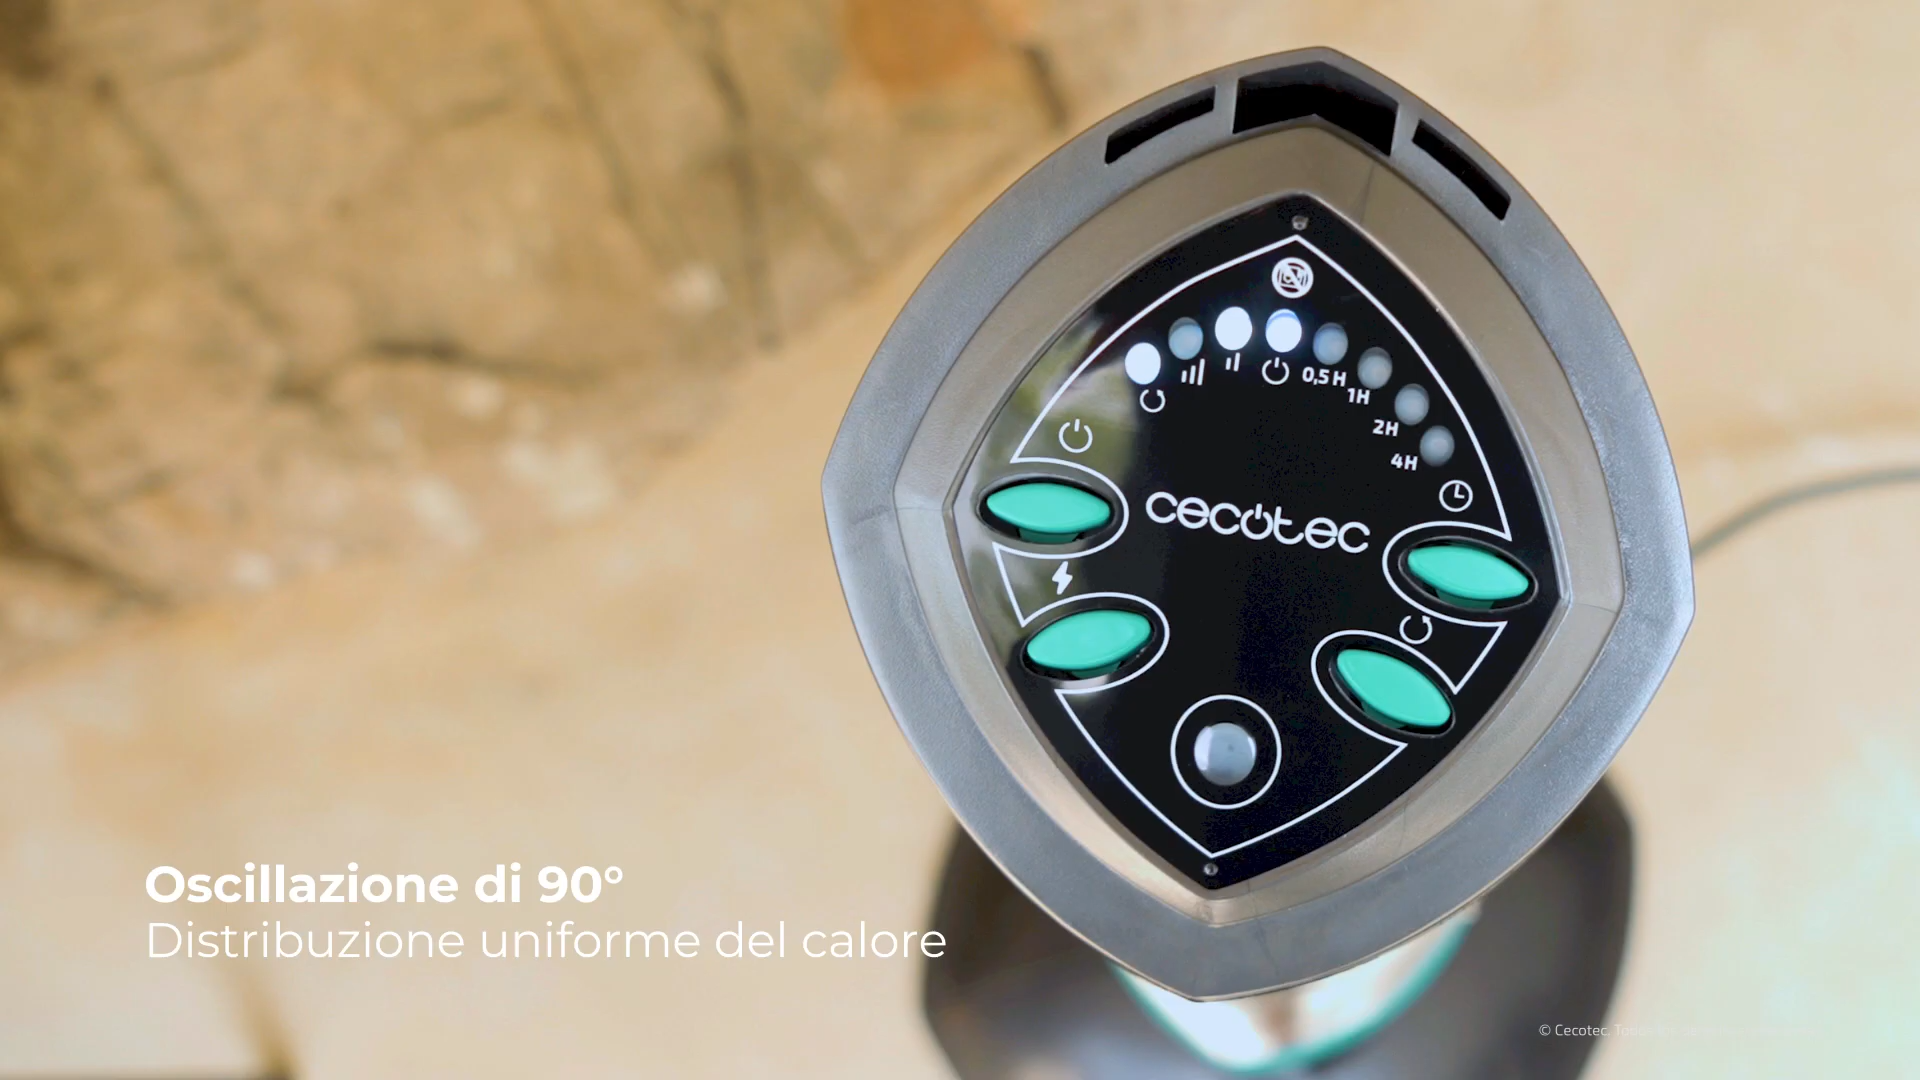 0,5 H
1H
2H
4H
cecotec
Oscillazione di 90°
Distribuzione uniforme del calore
© Cecotec.